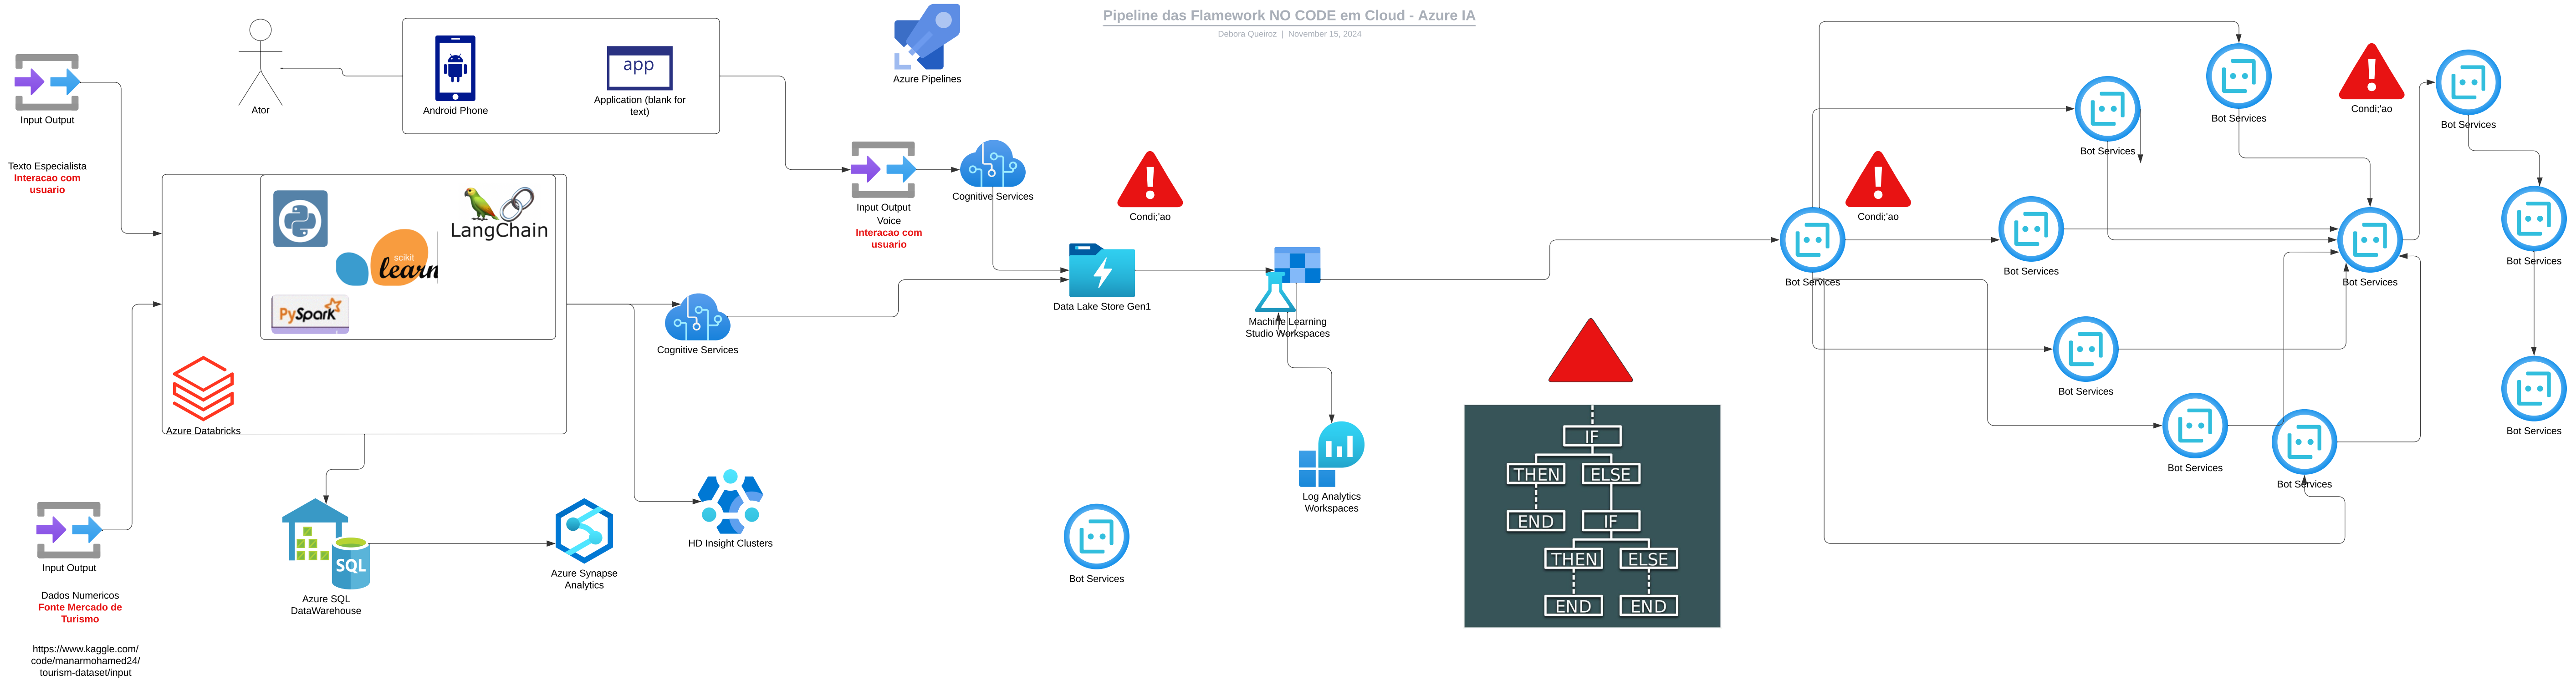 Pipeline das Flamework NO CODE em Cloud - Azure IA
Debora Queiroz | November 15, 2024
Input Output
Texto Especialista
Interacao com
usuario
Ator
Android Phone
app
Application (blank for
text)
Azure Pipelines
Input Output
Voice
Interacao com
usuario
Cognitive Services
LangChain
scikit
learn
PySpark
Azure Databricks
Cognitive Services
Condi;'ao
Data Lake Store Gen1
Machine Learning
Studio Workspaces
Log Analytics
Workspaces
HD Insight Clusters
Input Output
Dados Numericos
Fonte Mercado de
Turismo
https://www.kaggle.com/
code/manarmohamed24/
tourism-dataset/input
SQL
Azure SQL
DataWarehouse
Azure Synapse
Analytics
Bot Services
IF
THEN
ELSE
END
IF
THEN
ELSE
END
END
Condi;'ao
Bot Services
Bot Services
Bot Services
Bot Services
Bot Services
Bot Services
Bot Services
Bot Services
Condi;'ao
Bot Services
Bot Services
Bot Services